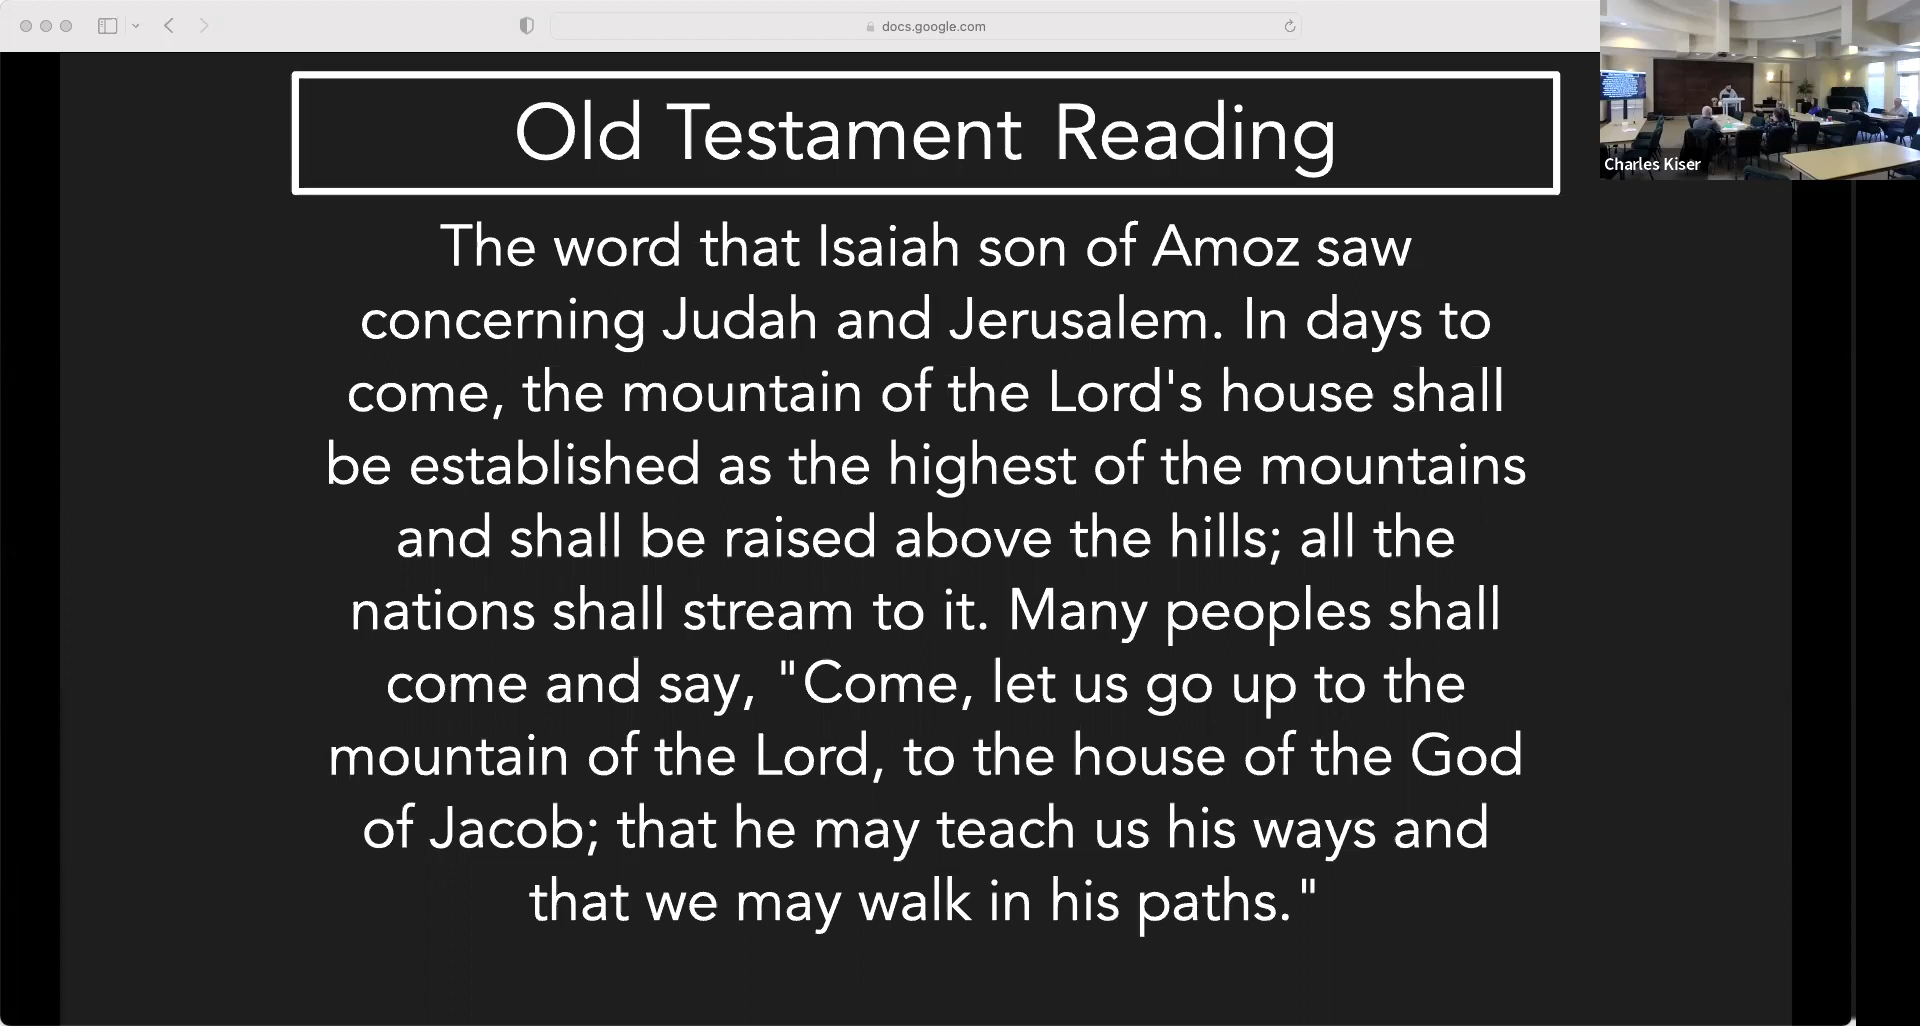 docs.google.com
Old Testament Reading
The word that Isaiah son of Amoz saw
concerning Judah and Jerusalem. In days to
come, the mountain of the Lord's house shall
be established as the highest of the mountains
and shall be raised above the hills; all the
nations shall stream to it. Many peoples shall
come and say, "Come, let us go up to the
mountain of the Lord, to the house of the God
of Jacob; that he may teach us his ways and
that we may walk in his paths."
Charles Kiser